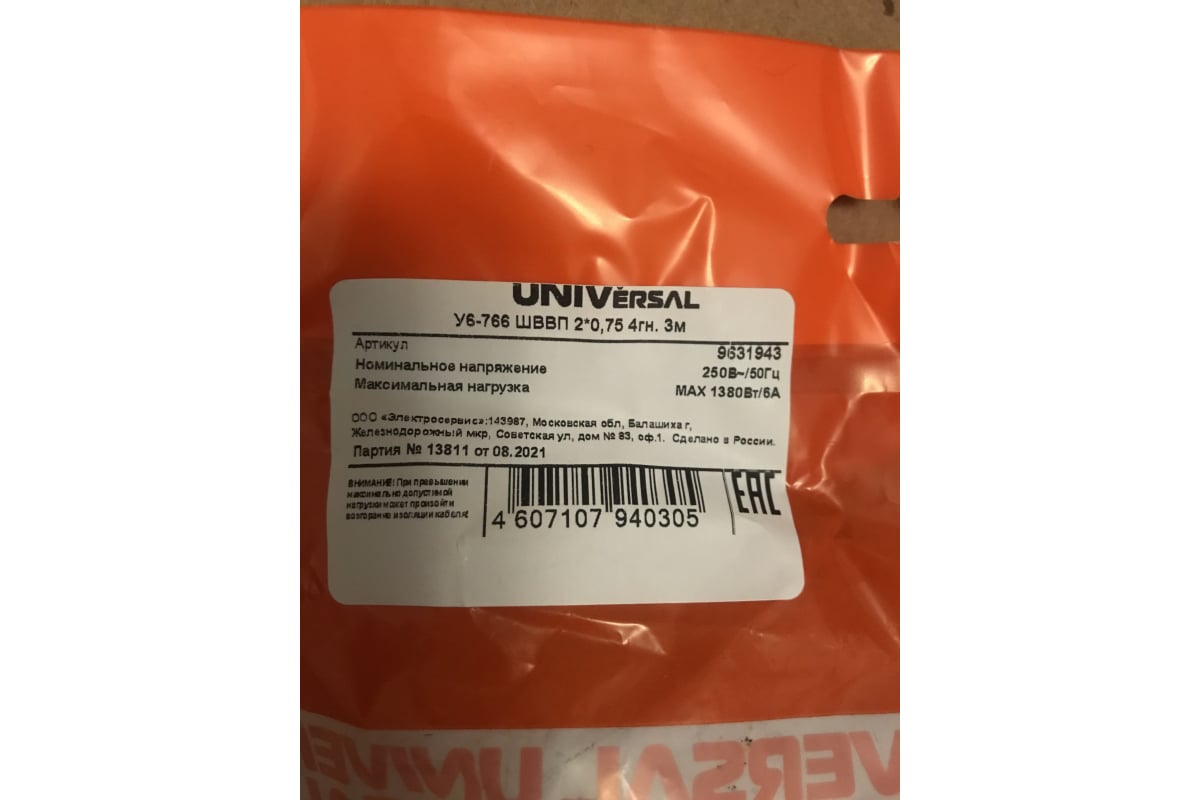 UNIVERSAL
У6-766 ШВВП 2*0,75 4гн. 3м
Артикул 9631943
Номинальное напряжение 250В~/50Гц
Максимальная нагрузка MAX 1380Вт/6А
ООО «Электросервис»:143987, Московская обл, Балашиха г,
Железнодорожный мкр, Советская ул, дом № 83, оф.1. Сделано в России.
Партия № 13811 от 08.2021
ВНИМАНИЕ! При превышении
максимально допустимой
нагрузки может произойти
возгорание изоляции кабеля!
4 607107 940305
EAC
VERSAL UNIVE